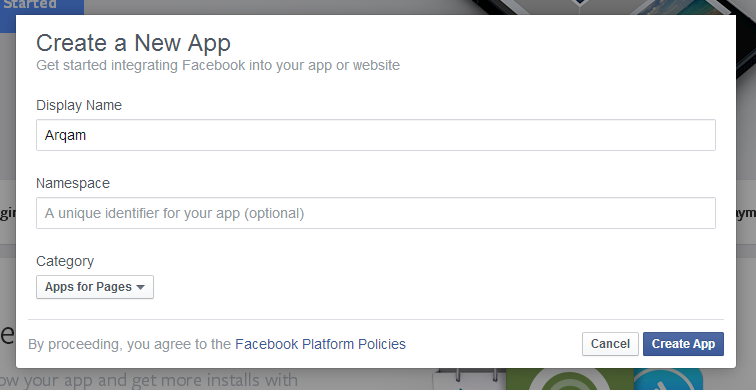 Started
Create a New App
Get started integrating Facebook into your app or website
Display Name
Arqam
Namespace
A unique identifier for your app (optional)
Category
Apps for Pages
By proceeding, you agree to the Facebook Platform Policies
Cancel
Create App
ow your app and get more installs with